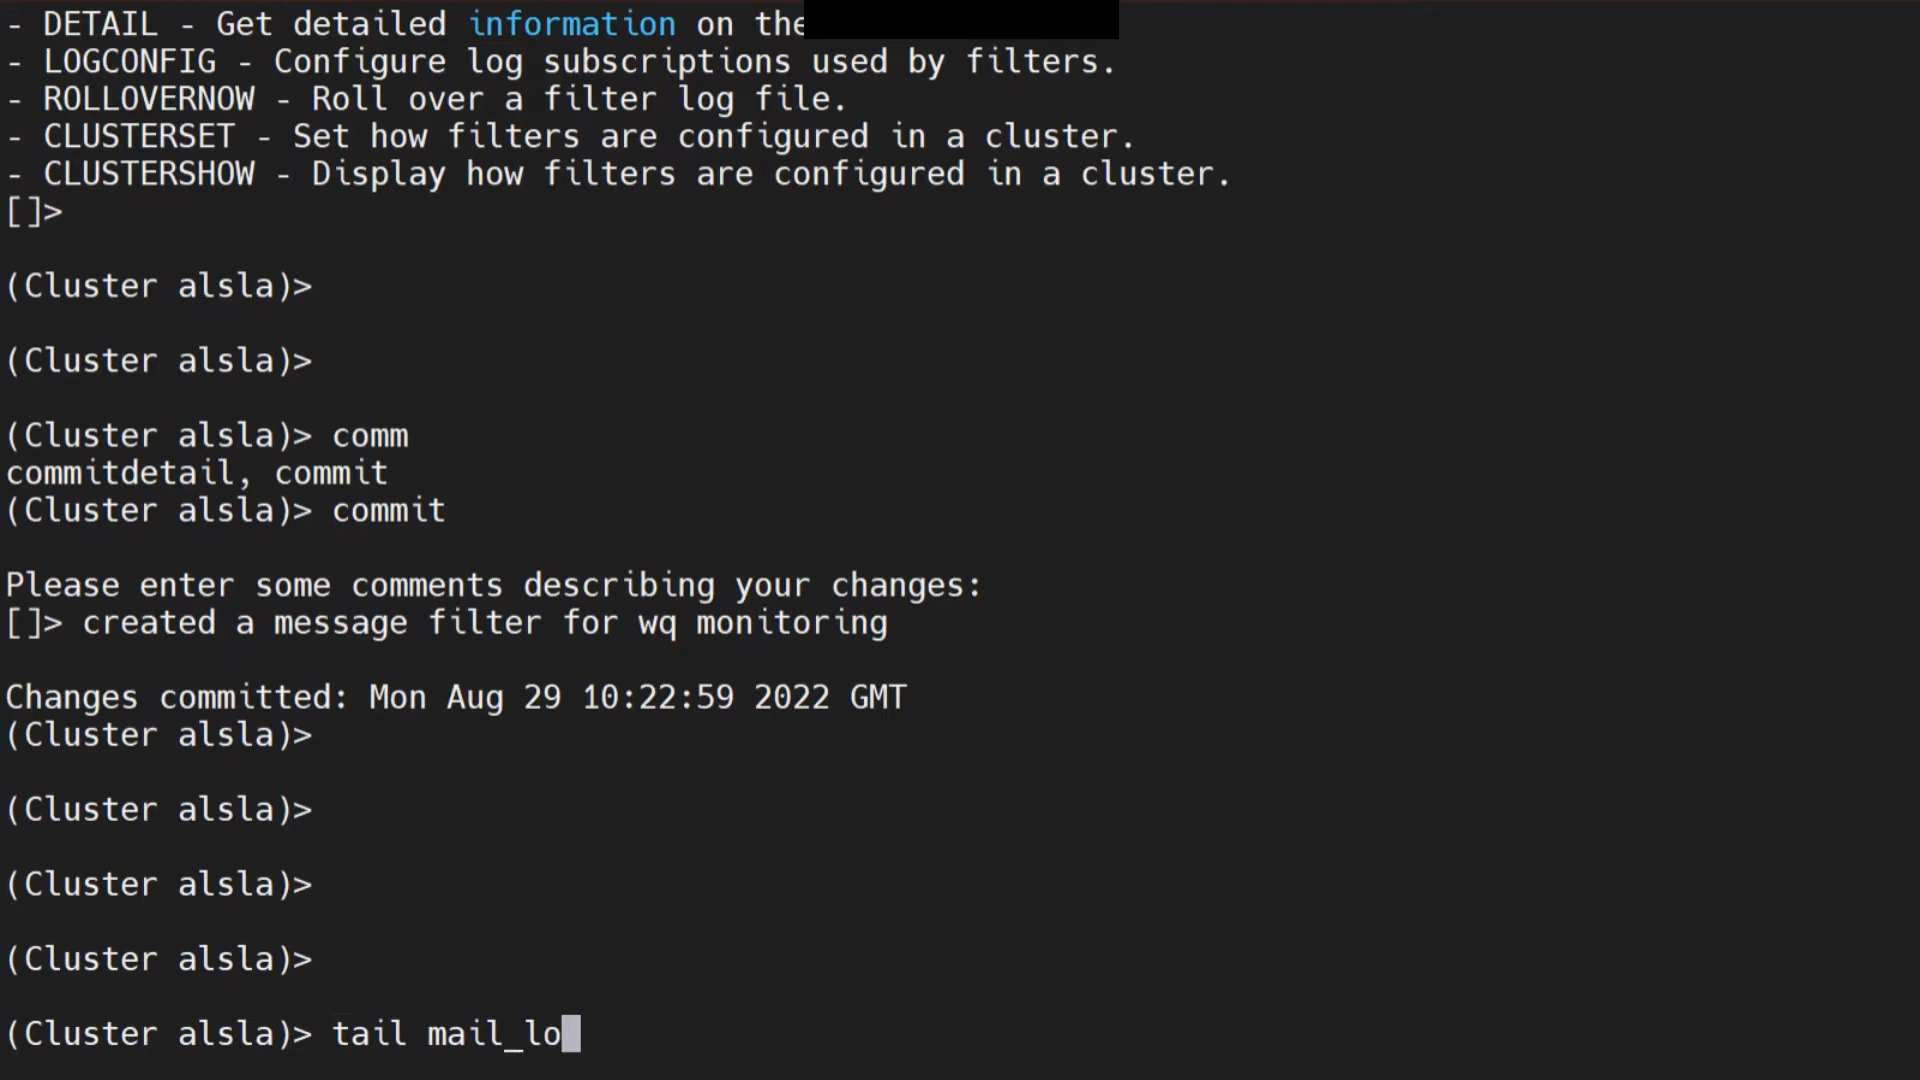 - DETAIL - Get detailed information on the
- LOGCONFIG - Configure log subscriptions used by filters.
- ROLLOVERNOW - Roll over a filter log file.
- CLUSTERSET - Set how filters are configured in a cluster.
- CLUSTERSHOW - Display how filters are configured in a cluster.
[]>
(Cluster alsla)>
(Cluster alsla)>
(Cluster alsla)> comm
commitdetail, commit
(Cluster alsla)> commit
Please enter some comments describing your changes:
[]> created a message filter for wq monitoring
Changes committed: Mon Aug 29 10:22:59 2022 GMT
(Cluster alsla)>
(Cluster alsla)>
(Cluster alsla)>
(Cluster alsla)>
(Cluster alsla)> tail mail_lo